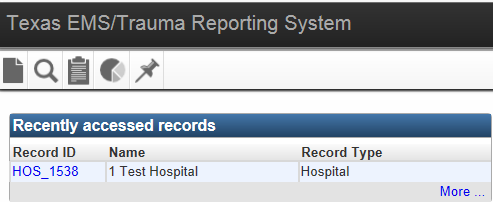 Texas EMS/Trauma Reporting System
Recently accessed records
Record ID Name Record Type
HOS_1538 1 Test Hospital Hospital
More ...